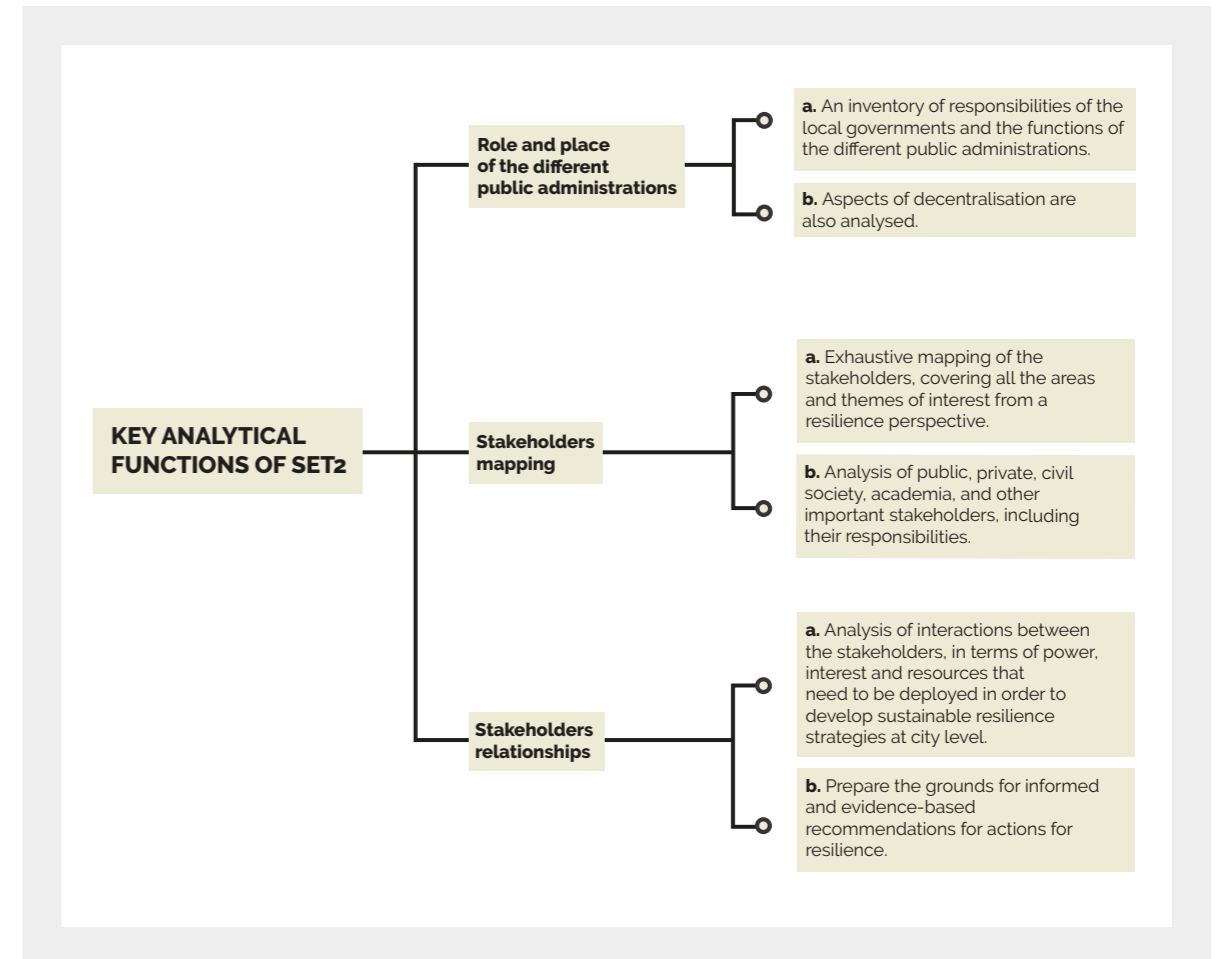 KEY ANALYTICAL
FUNCTIONS OF SET2
Role and place
of the different
public administrations
a. An inventory of responsibilities of the
local governments and the functions of
the different public administrations.
b. Aspects of decentralisation are
also analysed.
Stakeholders
mapping
a. Exhaustive mapping of the
stakeholders, covering all the areas
and themes of interest from a
resilience perspective.
b. Analysis of public, private, civil
society, academia, and other
important stakeholders, including
their responsibilities.
Stakeholders
relationships
a. Analysis of interactions between
the stakeholders, in terms of power,
interest and resources that
need to be deployed in order to
develop sustainable resilience
strategies at city level.
b. Prepare the grounds for informed
and evidence-based
recommendations for actions for
resilience.